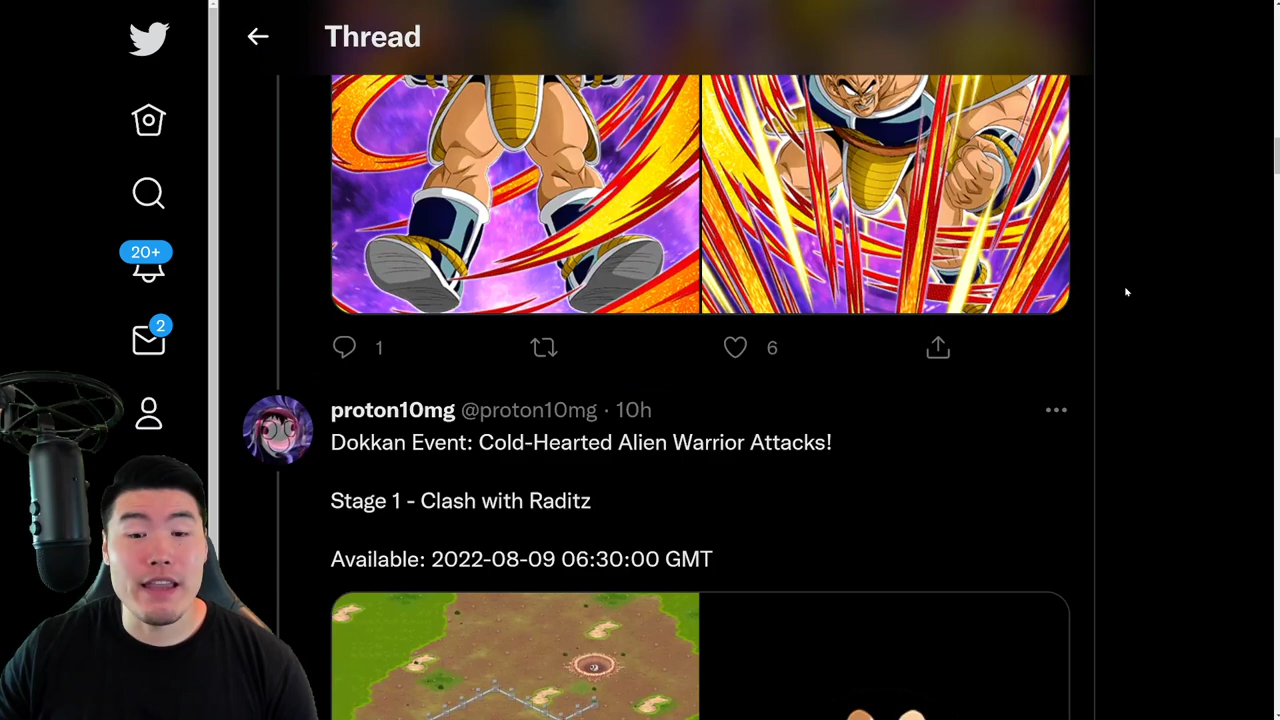 Thread
20+
2
1
6
proton10mg @proton10mg · 10h
Dokkan Event: Cold-Hearted Alien Warrior Attacks!
Stage 1 - Clash with Raditz
Available: 2022-08-09 06:30:00 GMT